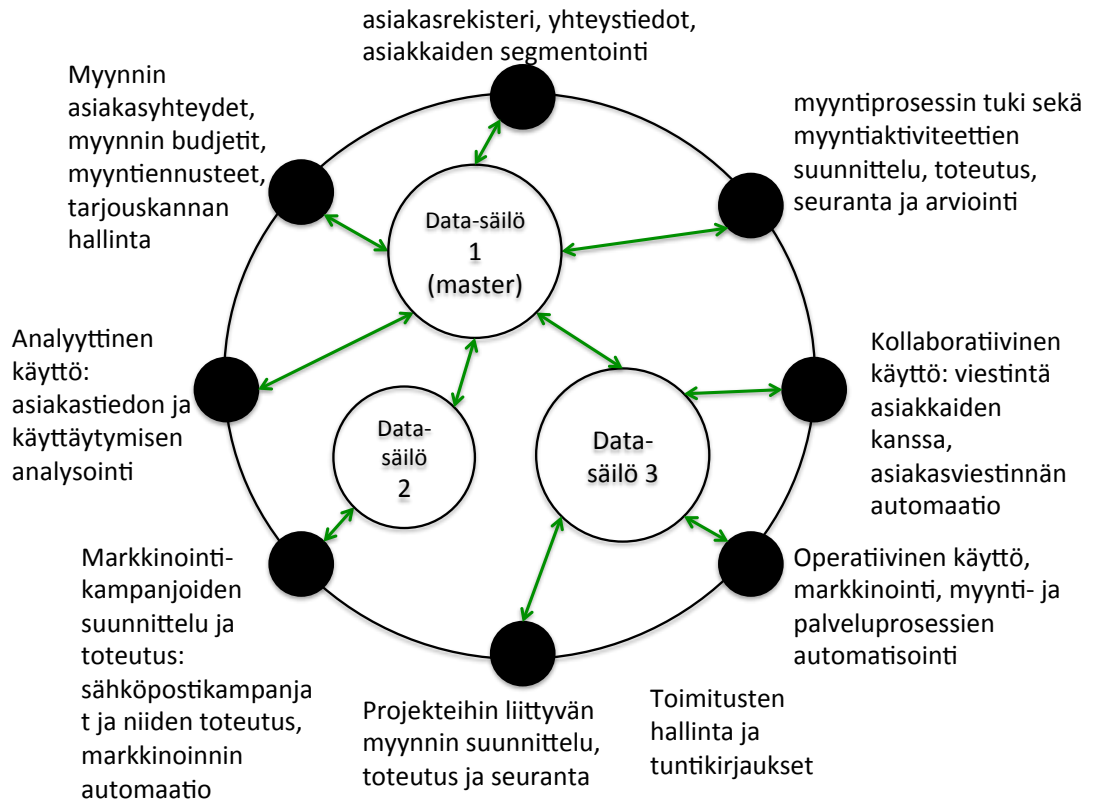 asiakasrekisteri, yhteystiedot,
asiakkaiden segmentointi
Myynnin
asiakasyhteydet,
myynnin budjetit,
myyntiennusteet,
tarjouskannan
hallinta
myyntiprosessin tuki sekä
myyntiaktiviteettien
suunnittelu, toteutus,
seuranta ja arviointi
Data-säilö
1
(master)
Analyyttinen
käyttö:
asiakastiedon ja
käyttäytymisen
analysointi
Kollaboratiivinen
käyttö: viestintä
asiakkaiden
kanssa,
asiakasviestinnän
automaatio
Data-
säilö
2
Data-
säilö 3
Markkinointi-
kampanjoiden
suunnittelu ja
toteutus:
sähköpostikampanja
t ja niiden toteutus,
markkinoinnin
automaatio
Operatiivinen käyttö,
markkinointi, myynti- ja
palveluprosessien
automatisointi
Projekteihin liittyvän
myynnin suunnittelu,
toteutus ja seuranta
Toimitusten
hallinta ja
tuntikirjaukset